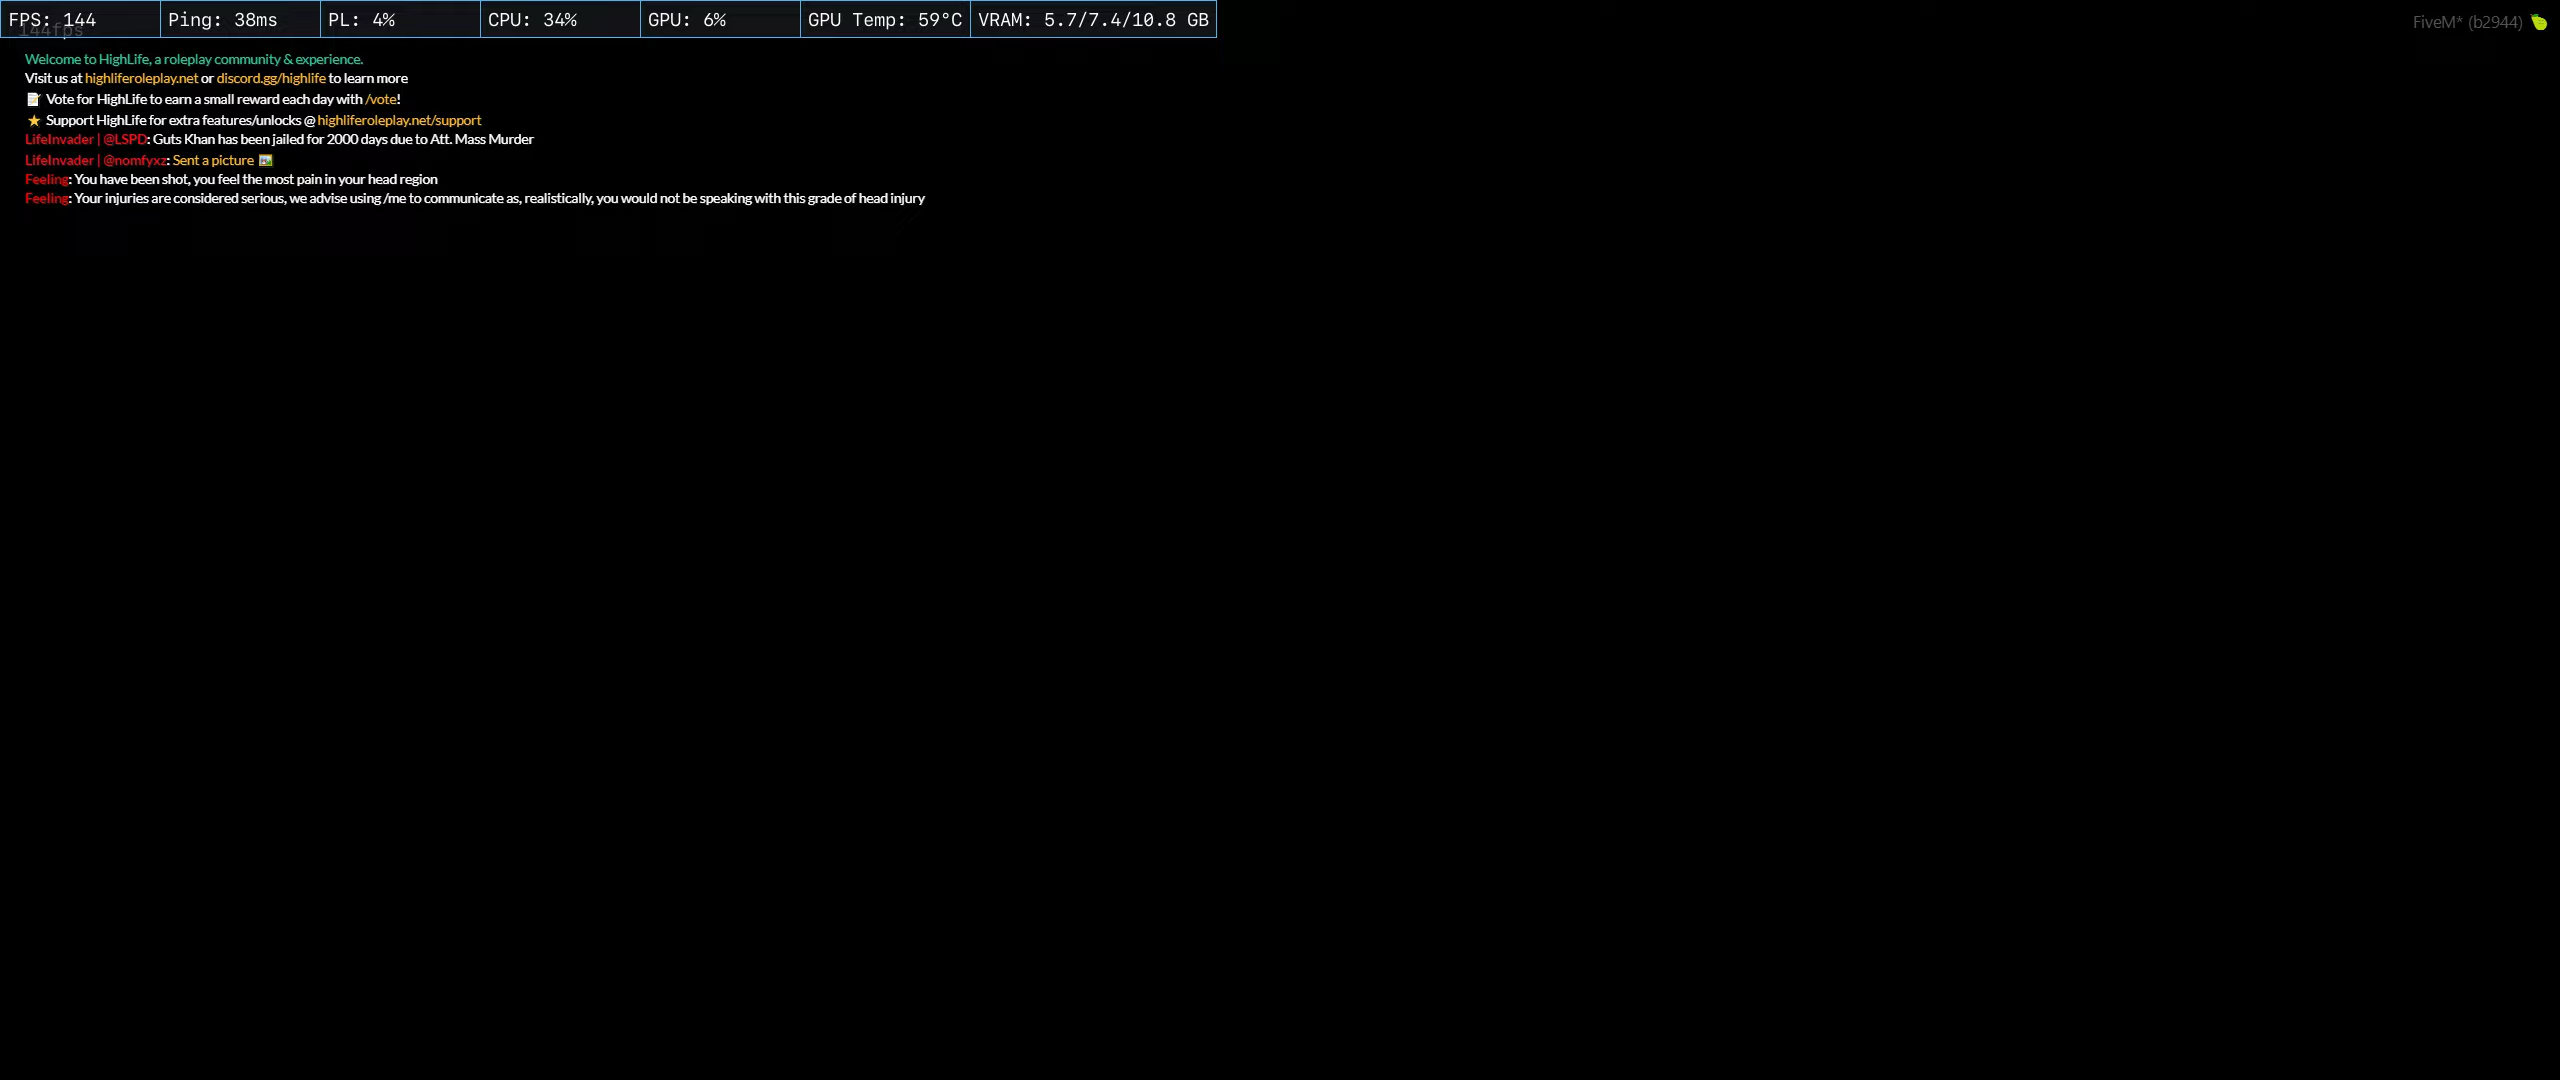 FPS: 144 Ping: 38ms PL: 4% CPU: 34% GPU: 6% GPU Temp: 59°C VRAM: 5.7/7.4/10.8 GB
FiveM* (b2944)
144fps
Welcome to HighLife, a roleplay community & experience.
Visit us at highliferoleplay.net or discord.gg/highlife to learn more
📝 Vote for HighLife to earn a small reward each day with /vote!
⭐ Support HighLife for extra features/unlocks @ highliferoleplay.net/support
LifeInvader | @LSPD: Guts Khan has been jailed for 2000 days due to Att. Mass Murder
LifeInvader | @nomfyxz: Sent a picture 🖼️
Feeling: You have been shot, you feel the most pain in your head region
Feeling: Your injuries are considered serious, we advise using /me to communicate as, realistically, you would not be speaking with this grade of head injury